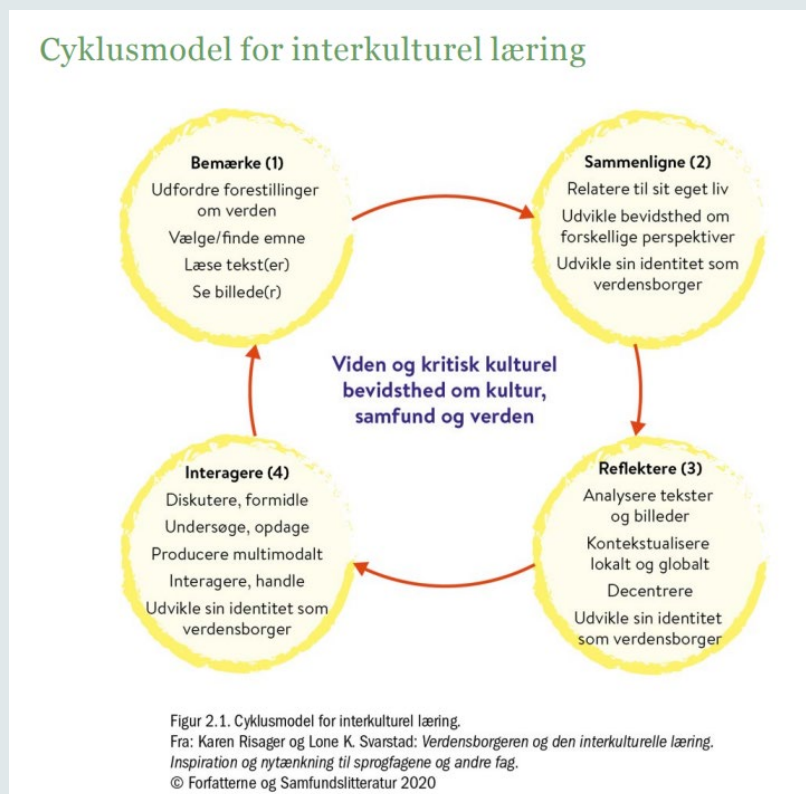 Cyklusmodel for interkulturel læring
Bemærke (1)
Udfordre forestillinger
om verden
Vælge/finde emne
Læse tekst(er)
Se billede(r)
Sammenligne (2)
Relatere til sit eget liv
Udvikle bevidsthed om
forskellige perspektiver
Udvikle sin identitet som
verdensborger
Viden og kritisk kulturel
bevidsthed om kultur,
samfund og verden
Reflektere (3)
Analysere tekster
og billeder
Kontekstualisere
lokalt og globalt
Decentrere
Udvikle sin identitet
som verdensborger
Interagere (4)
Diskutere, formidle
Undersøge, opdage
Producere multimodalt
Interagere, handle
Udvikle sin identitet som
verdensborger
Figur 2.1. Cyklusmodel for interkulturel læring.
Fra: Karen Risager og Lone K. Svarstad: Verdensborgeren og den interkulturelle læring.
Inspiration og nytænkning til sprogfagene og andre fag.
© Forfatterne og Samfundslitteratur 2020